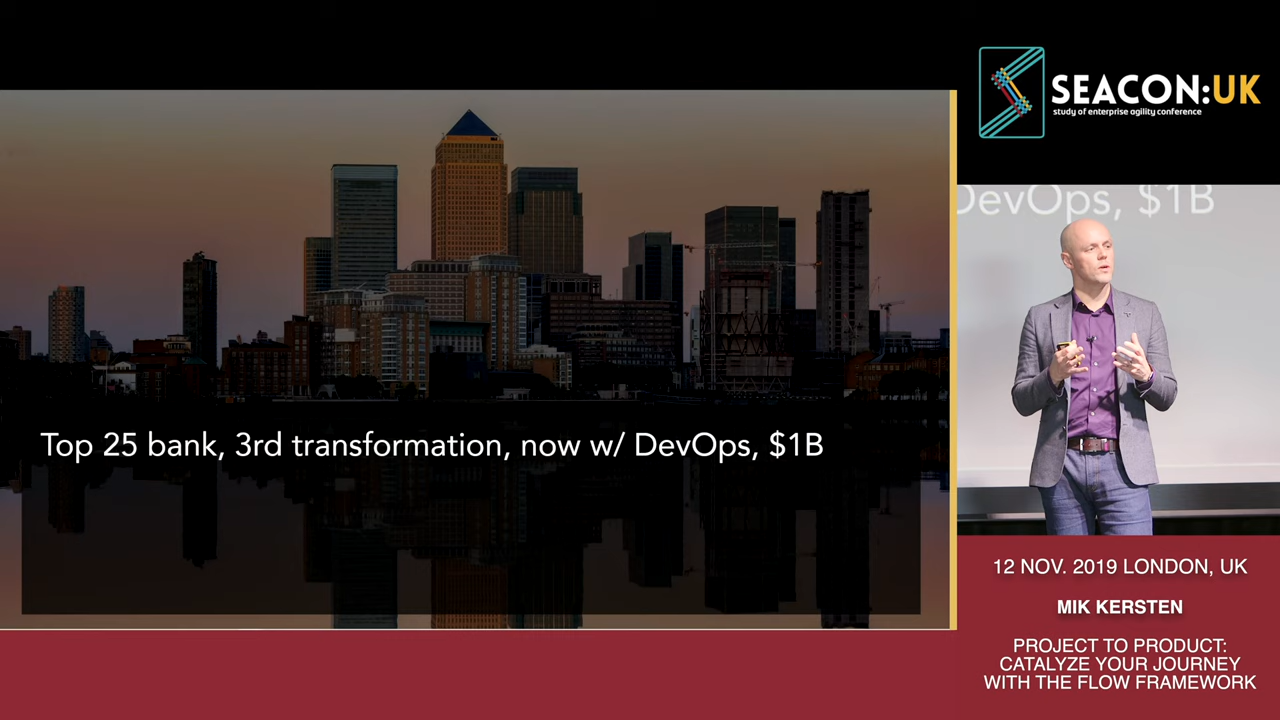 SEACON:UK
study of enterprise agility conference
DevOps, $1B
Top 25 bank, 3rd transformation, now w/ DevOps, $1B
12 NOV. 2019 LONDON, UK
MIK KERSTEN
PROJECT TO PRODUCT:
CATALYZE YOUR JOURNEY
WITH THE FLOW FRAMEWORK